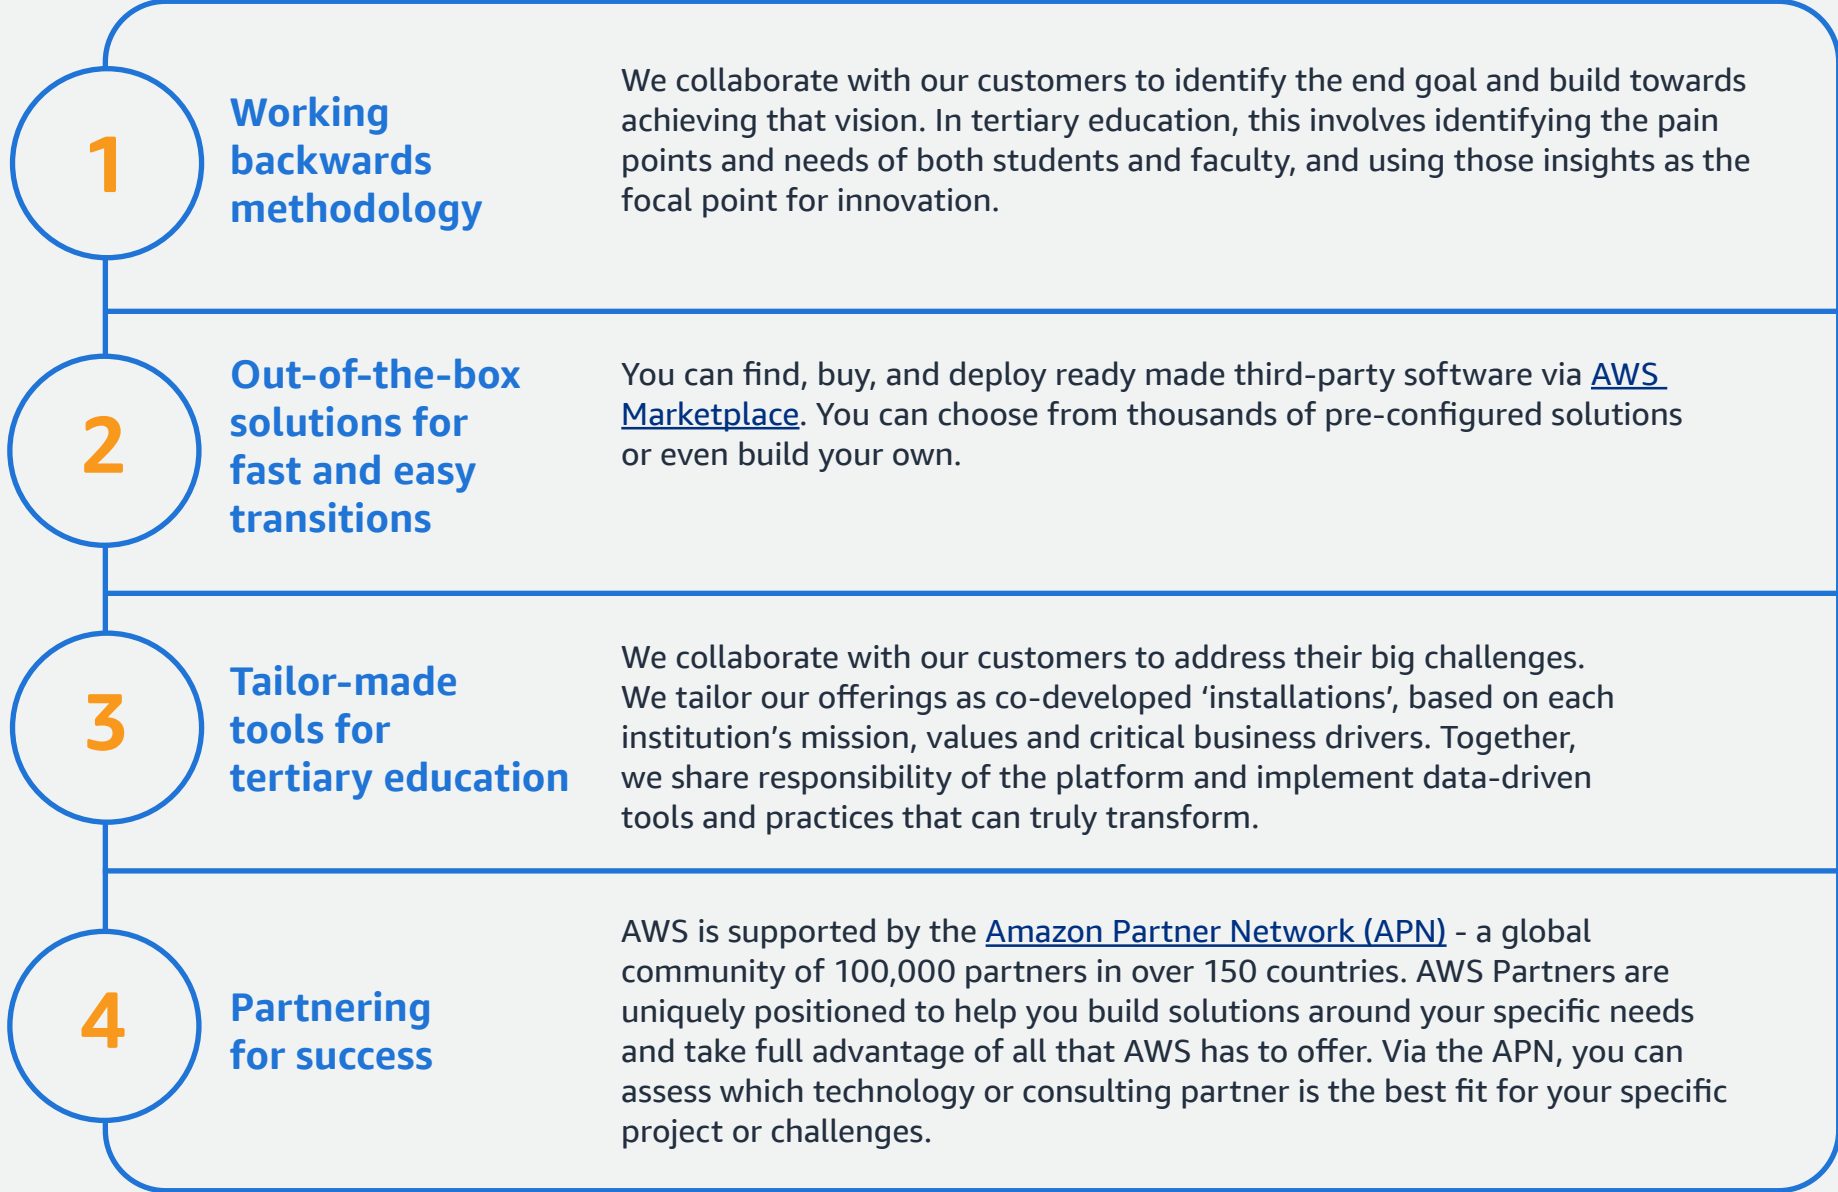 1
Working
backwards
methodology
We collaborate with our customers to identify the end goal and build towards
achieving that vision. In tertiary education, this involves identifying the pain
points and needs of both students and faculty, and using those insights as the
focal point for innovation.
2
Out-of-the-box
solutions for
fast and easy
transitions
You can find, buy, and deploy ready made third-party software via AWS
Marketplace. You can choose from thousands of pre-configured solutions
or even build your own.
3
Tailor-made
tools for
tertiary education
We collaborate with our customers to address their big challenges.
We tailor our offerings as co-developed ‘installations’, based on each
institution’s mission, values and critical business drivers. Together,
we share responsibility of the platform and implement data-driven
tools and practices that can truly transform.
4
Partnering
for success
AWS is supported by the Amazon Partner Network (APN) - a global
community of 100,000 partners in over 150 countries. AWS Partners are
uniquely positioned to help you build solutions around your specific needs
and take full advantage of all that AWS has to offer. Via the APN, you can
assess which technology or consulting partner is the best fit for your specific
project or challenges.